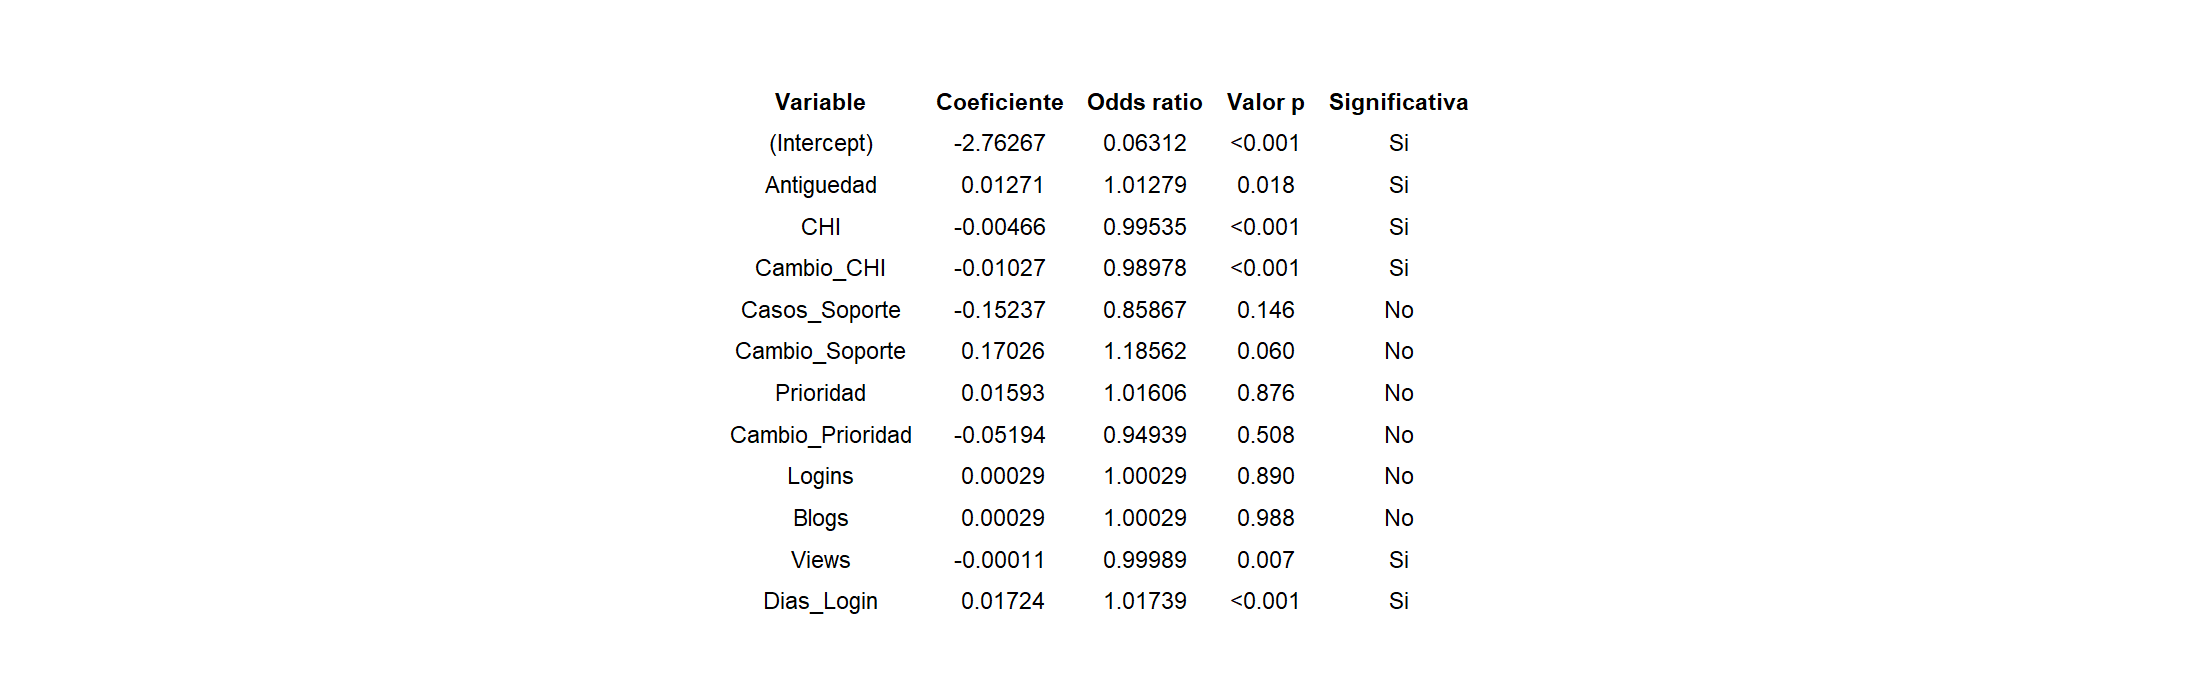 Variable Coeficiente Odds ratio Valor p Significativa
(Intercept) -2.76267 0.06312 <0.001 Si
Antiguedad 0.01271 1.01279 0.018 Si
CHI -0.00466 0.99535 <0.001 Si
Cambio_CHI -0.01027 0.98978 <0.001 Si
Casos_Soporte -0.15237 0.85867 0.146 No
Cambio_Soporte 0.17026 1.18562 0.060 No
Prioridad 0.01593 1.01606 0.876 No
Cambio_Prioridad -0.05194 0.94939 0.508 No
Logins 0.00029 1.00029 0.890 No
Blogs 0.00029 1.00029 0.988 No
Views -0.00011 0.99989 0.007 Si
Dias_Login 0.01724 1.01739 <0.001 Si